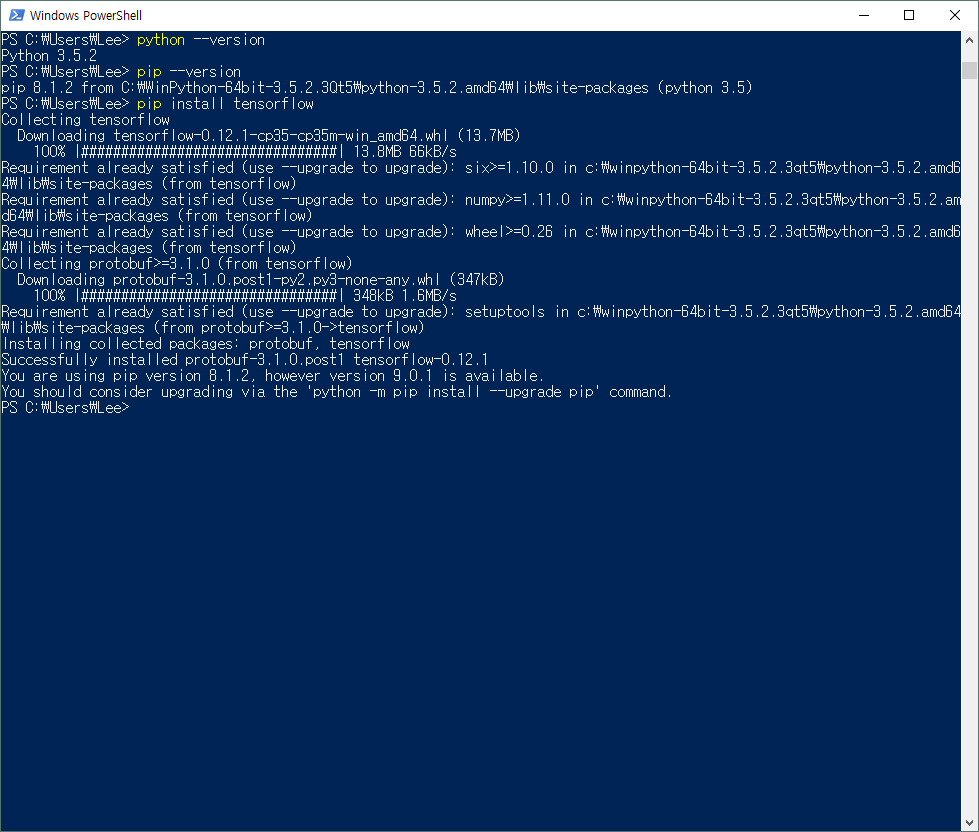 Windows PowerShell
PS C:₩Users₩Lee> python --version
Python 3.5.2
PS C:₩Users₩Lee> pip --version
pip 8.1.2 from C:₩WinPython-64bit-3.5.2.3Qt5₩python-3.5.2.amd64₩lib₩site-packages (python 3.5)
PS C:₩Users₩Lee> pip install tensorflow
Collecting tensorflow
  Downloading tensorflow-0.12.1-cp35-cp35m-win_amd64.whl (13.7MB)
    100% |################################| 13.8MB 66kB/s
Requirement already satisfied (use --upgrade to upgrade): six>=1.10.0 in c:₩winpython-64bit-3.5.2.3qt5₩python-3.5.2.amd6
4₩lib₩site-packages (from tensorflow)
Requirement already satisfied (use --upgrade to upgrade): numpy>=1.11.0 in c:₩winpython-64bit-3.5.2.3qt5₩python-3.5.2.am
d64₩lib₩site-packages (from tensorflow)
Requirement already satisfied (use --upgrade to upgrade): wheel>=0.26 in c:₩winpython-64bit-3.5.2.3qt5₩python-3.5.2.amd6
4₩lib₩site-packages (from tensorflow)
Collecting protobuf>=3.1.0 (from tensorflow)
  Downloading protobuf-3.1.0.post1-py2.py3-none-any.whl (347kB)
    100% |################################| 348kB 1.6MB/s
Requirement already satisfied (use --upgrade to upgrade): setuptools in c:₩winpython-64bit-3.5.2.3qt5₩python-3.5.2.amd64
₩lib₩site-packages (from protobuf>=3.1.0->tensorflow)
Installing collected packages: protobuf, tensorflow
Successfully installed protobuf-3.1.0.post1 tensorflow-0.12.1
You are using pip version 8.1.2, however version 9.0.1 is available.
You should consider upgrading via the 'python -m pip install --upgrade pip' command.
PS C:₩Users₩Lee>